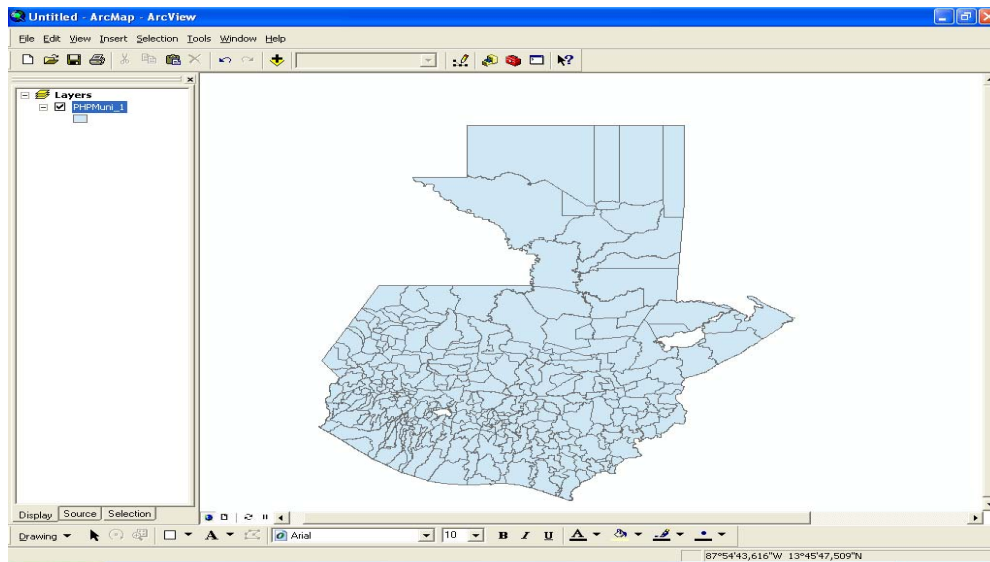 Untitled - ArcMap - ArcView
File Edit View Insert Selection Tools Window Help
Layers
PHPMuni_1
Display Source Selection
Drawing A Arial 10 B I U A
87°54'43,616"W 13°45'47,509"N